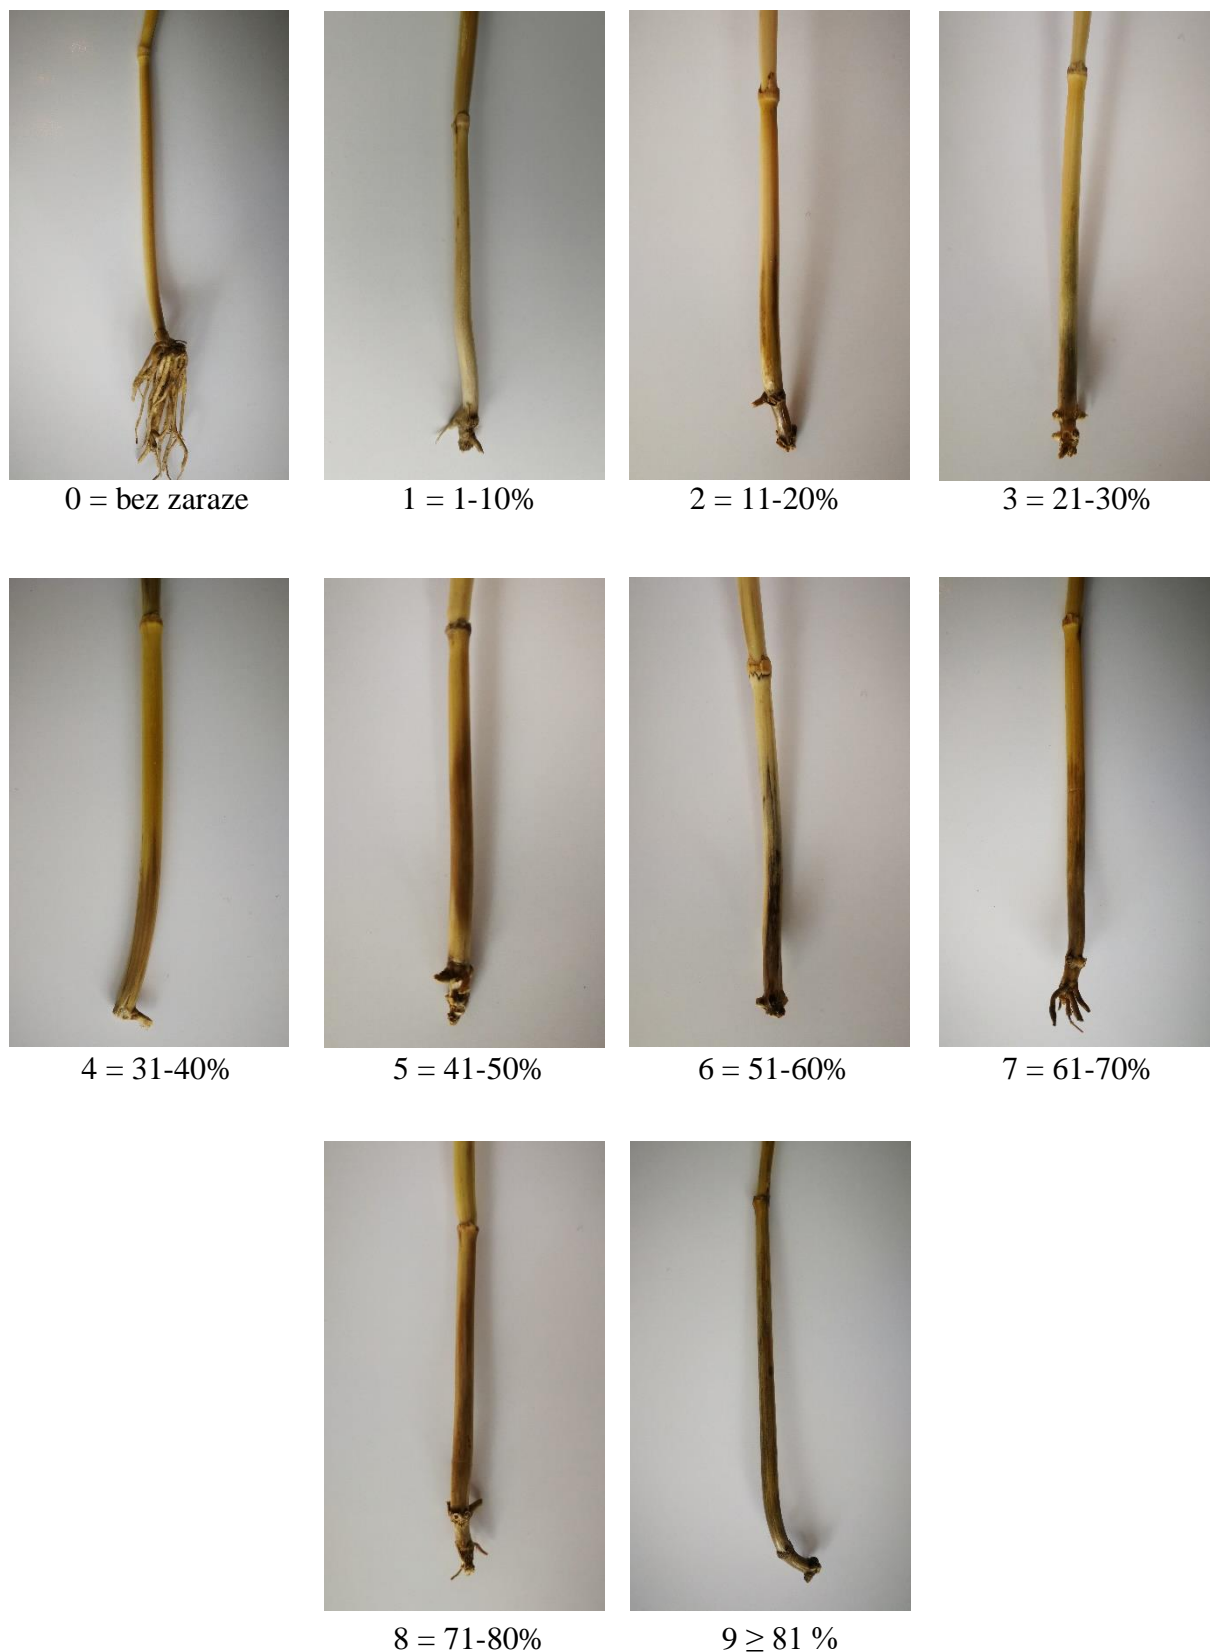 0 = bez zaraze
1 = 1-10%
2 = 11-20%
3 = 21-30%
4 = 31-40%
5 = 41-50%
6 = 51-60%
7 = 61-70%
8 = 71-80%
9 ≥ 81 %